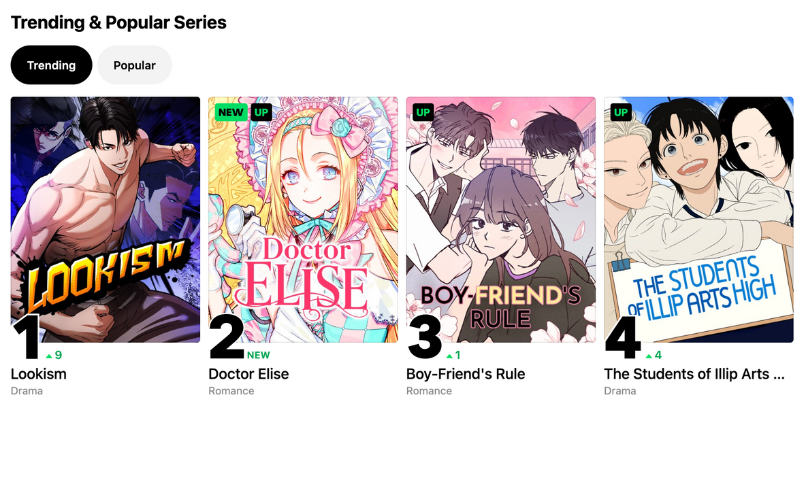 Trending & Popular Series
Trending Popular
NEW UP
LOOKISM
Doctor
ELISE
UP
BOY-FRIEND'S
RULE
UP
THE STUDENTS
OF ILLIP ARTS HIGH
1 9
Lookism
Drama
2 NEW
Doctor Elise
Romance
3 1
Boy-Friend's Rule
Romance
4 4
The Students of Illip Arts ...
Drama